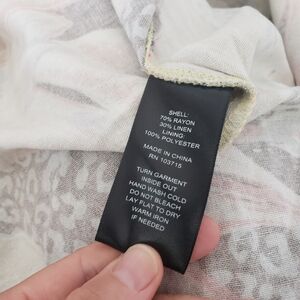 SHELL:
70% RAYON
30% LINEN
LINING:
100% POLYESTER
MADE IN CHINA
RN 103715
TURN GARMENT
INSIDE OUT
HAND WASH COLD
DO NOT BLEACH
LAY FLAT TO DRY
WARM IRON
IF NEEDED